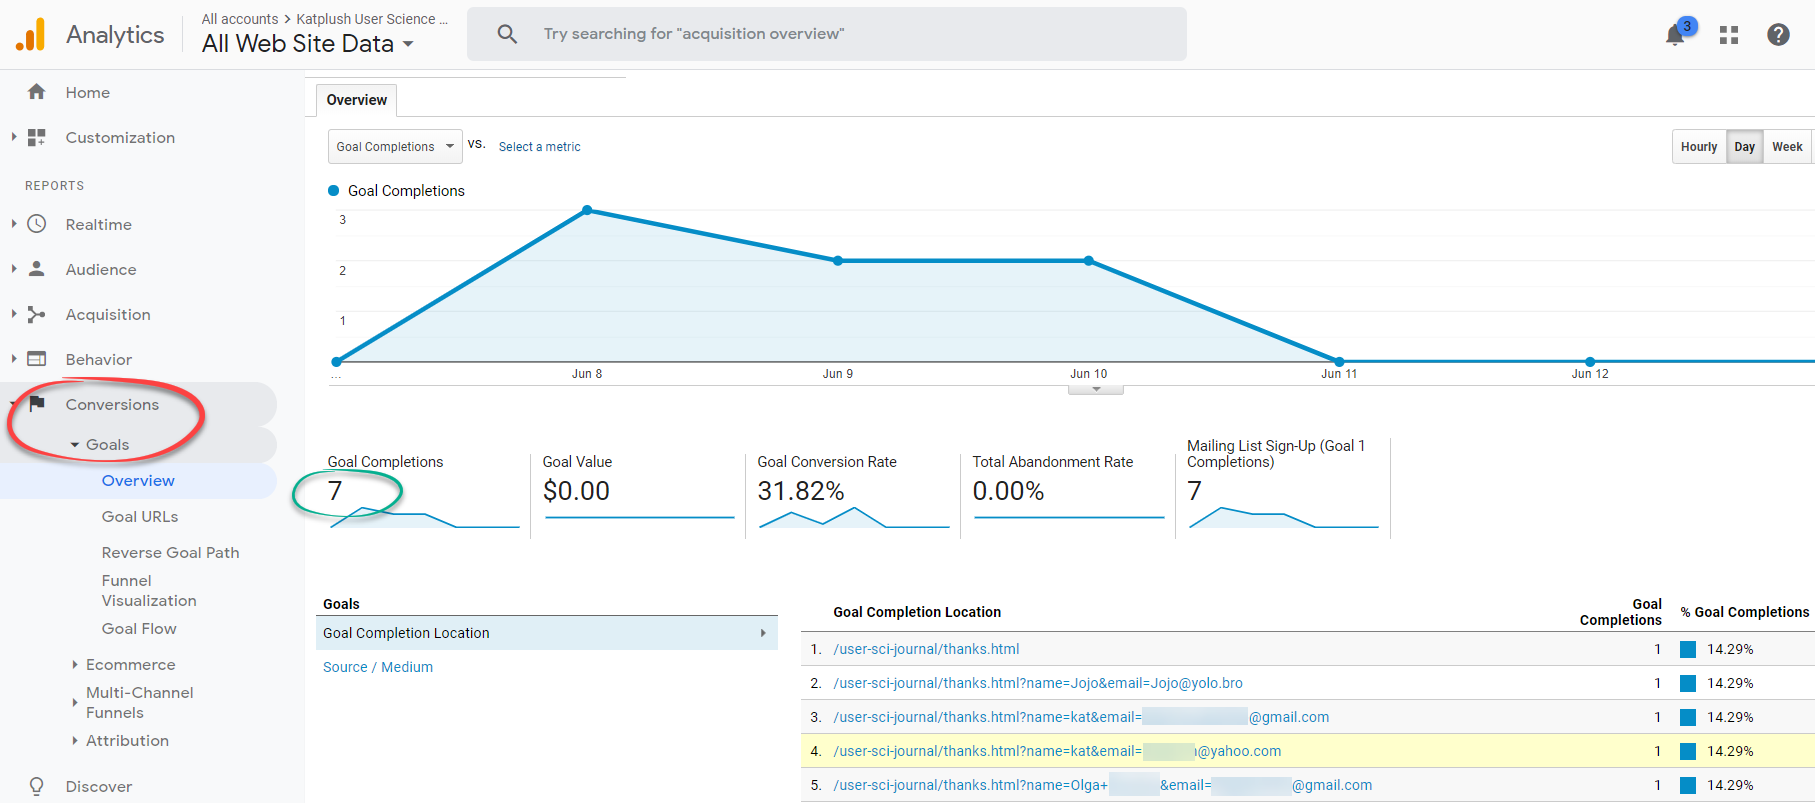 Analytics
All accounts > Katplush User Science ...
All Web Site Data
Try searching for "acquisition overview"
3
Home
Customization
REPORTS
Realtime
Audience
Acquisition
Behavior
Conversions
Goals
Overview
Goal URLs
Reverse Goal Path
Funnel
Visualization
Goal Flow
Ecommerce
Multi-Channel
Funnels
Attribution
Discover
Overview
Goal Completions vs. Select a metric
Hourly Day Week
Goal Completions
3
2
1
... Jun 8 Jun 9 Jun 10 Jun 11 Jun 12
Goal Completions
7
Goal Value
$0.00
Goal Conversion Rate
31.82%
Total Abandonment Rate
0.00%
Mailing List Sign-Up (Goal 1
Completions)
7
Goals
Goal Completion Location
Source / Medium
Goal Completion Location Goal
Completions % Goal Completions
1. /user-sci-journal/thanks.html 1 14.29%
2. /user-sci-journal/thanks.html?name=Jojo&email=Jojo@yolo.bro 1 14.29%
3. /user-sci-journal/thanks.html?name=kat&email= @gmail.com 1 14.29%
4. /user-sci-journal/thanks.html?name=kat&email= @yahoo.com 1 14.29%
5. /user-sci-journal/thanks.html?name=Olga+ &email= @gmail.com 1 14.29%